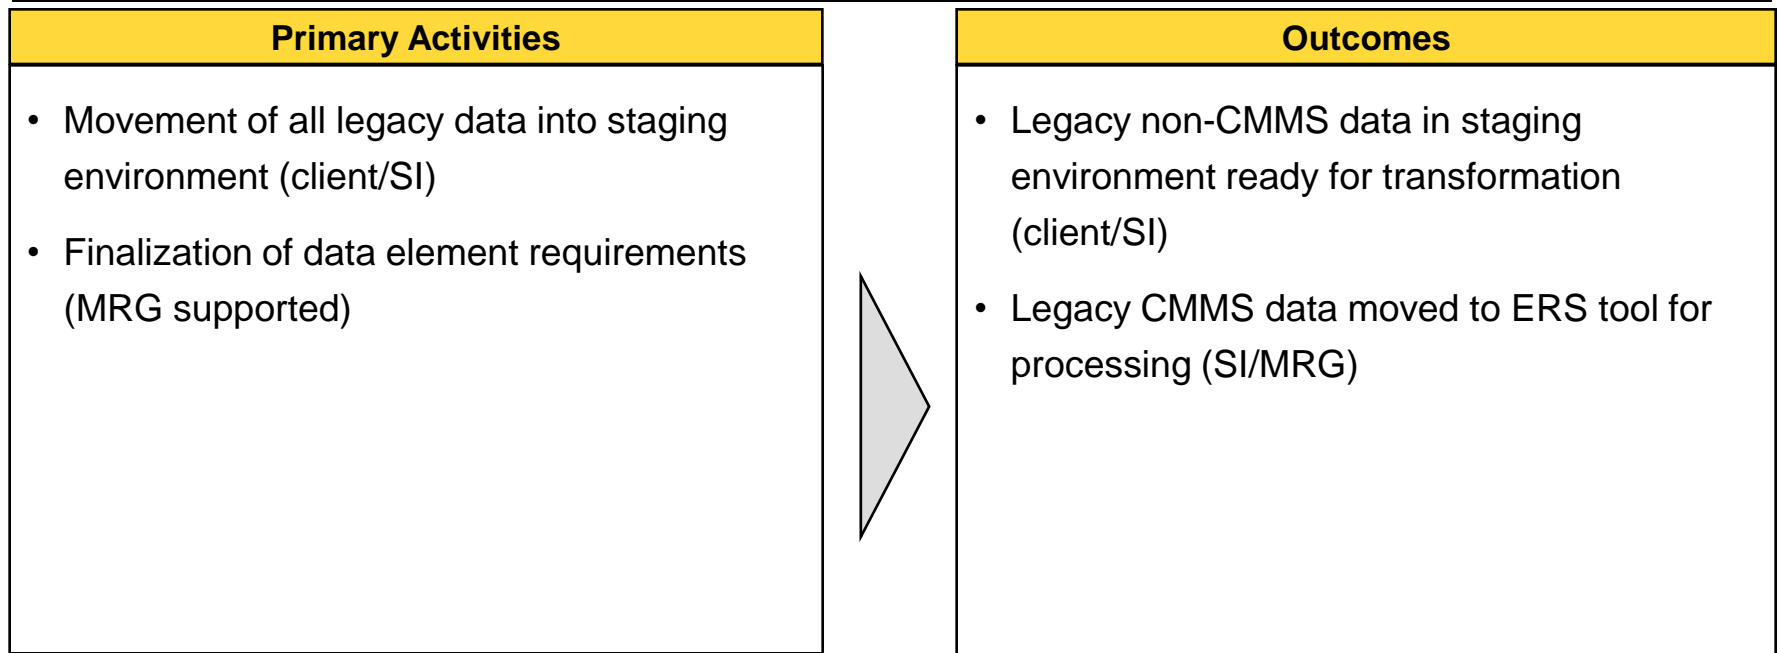 Primary Activities
• Movement of all legacy data into staging
environment (client/SI)
• Finalization of data element requirements
(MRG supported)
Outcomes
• Legacy non-CMMS data in staging
environment ready for transformation
(client/SI)
• Legacy CMMS data moved to ERS tool for
processing (SI/MRG)